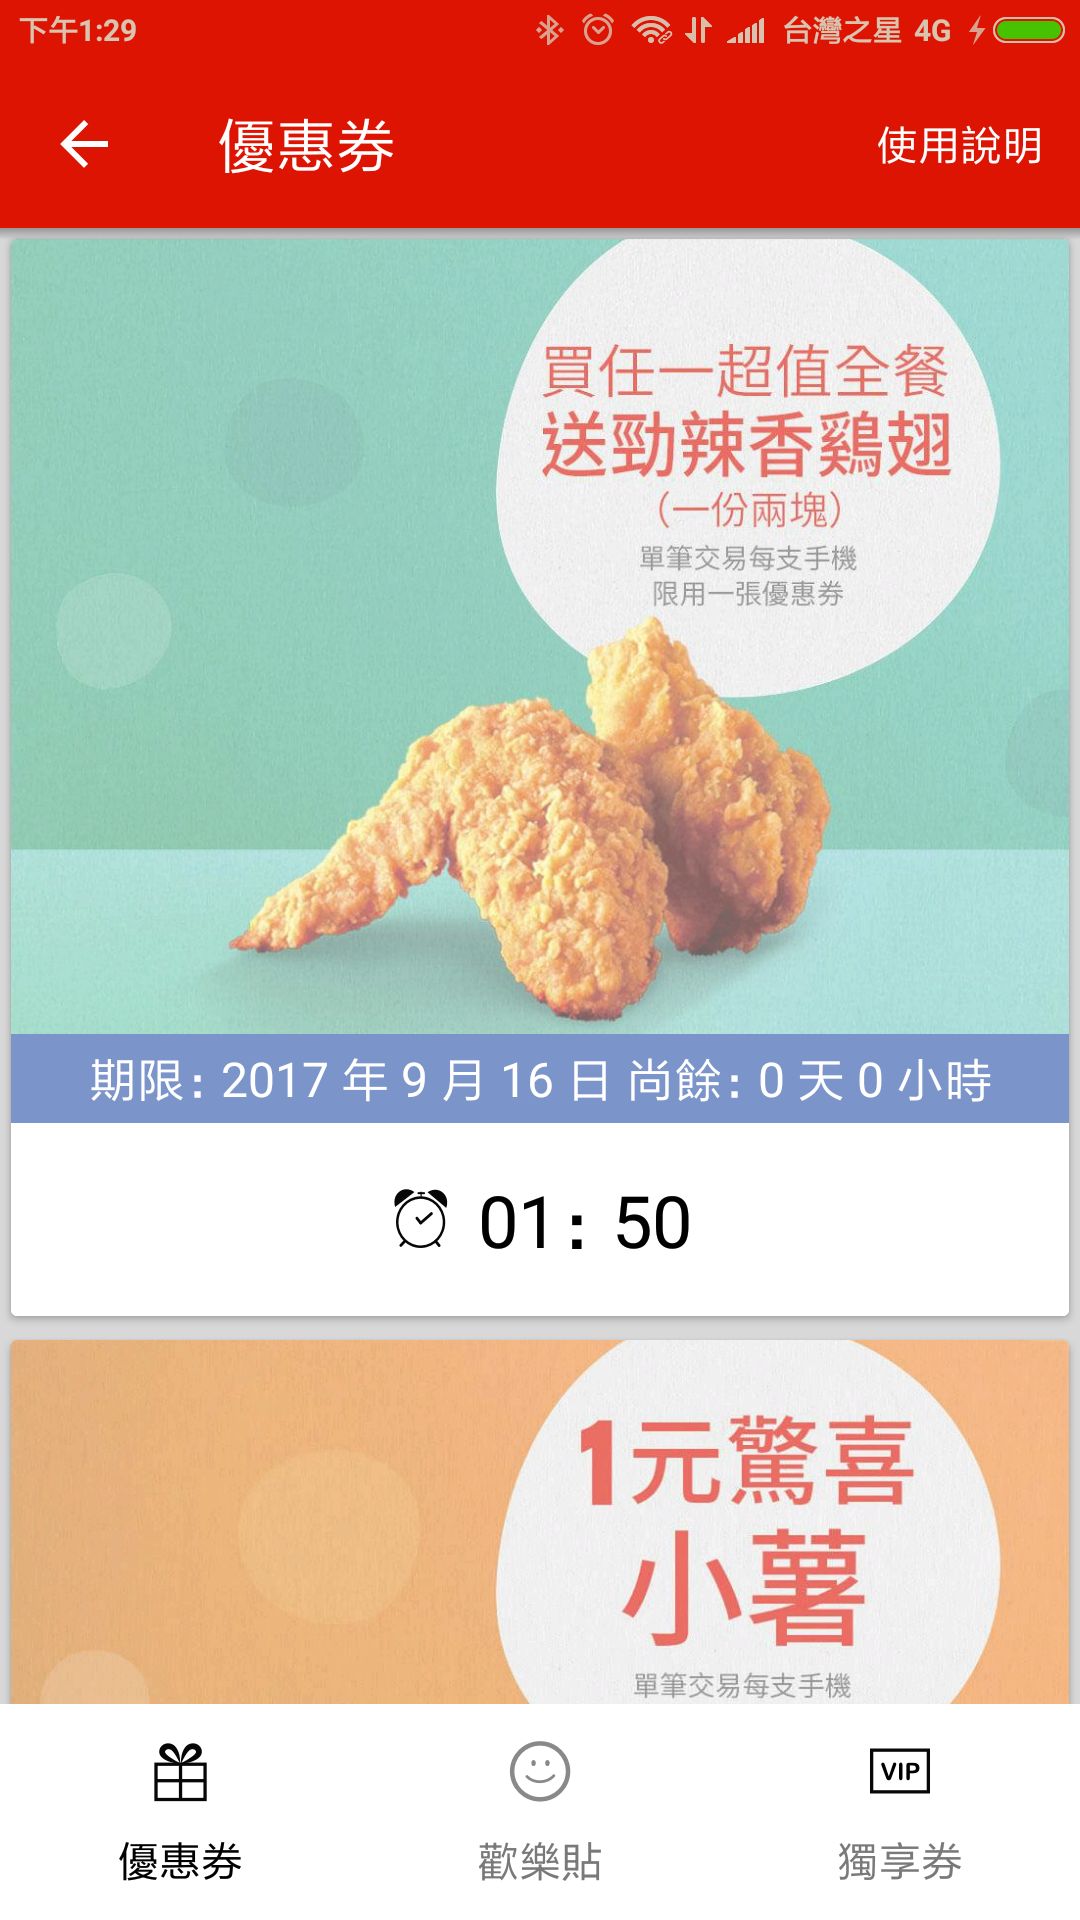 下午1:29
台灣之星 4G
優惠券
使用說明
買任一超值全餐
送勁辣香鷄翅
(一份兩塊)
單筆交易每支手機
限用一張優惠券
期限: 2017 年 9 月 16 日 尚餘: 0 天 0 小時
01: 50
1元驚喜
小薯
單筆交易每支手機
VIP
優惠券
歡樂貼
獨享券